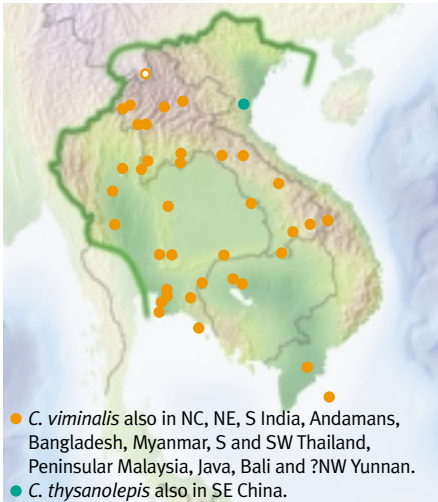 C. viminalis also in NC, NE, S India, Andamans,
Bangladesh, Myanmar, S and SW Thailand,
Peninsular Malaysia, Java, Bali and ?NW Yunnan.
C. thysanolepis also in SE China.